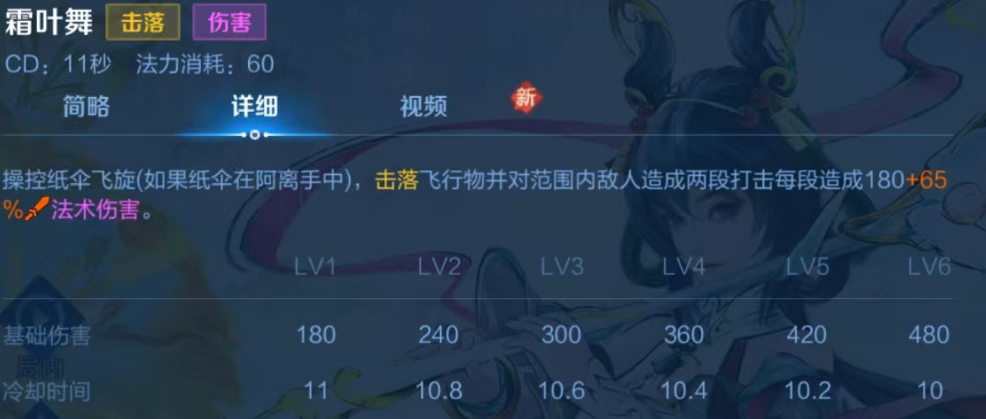 霜叶舞 击落 伤害
CD：11秒 法力消耗：60
简略 详细 视频 新
操控纸伞飞旋(如果纸伞在阿离手中)，击落飞行物并对范围内敌人造成两段打击每段造成180+65
%法术伤害。
LV1 LV2 LV3 LV4 LV5 LV6
基础伤害 180 240 300 360 420 480
局内
冷却时间 11 10.8 10.6 10.4 10.2 10